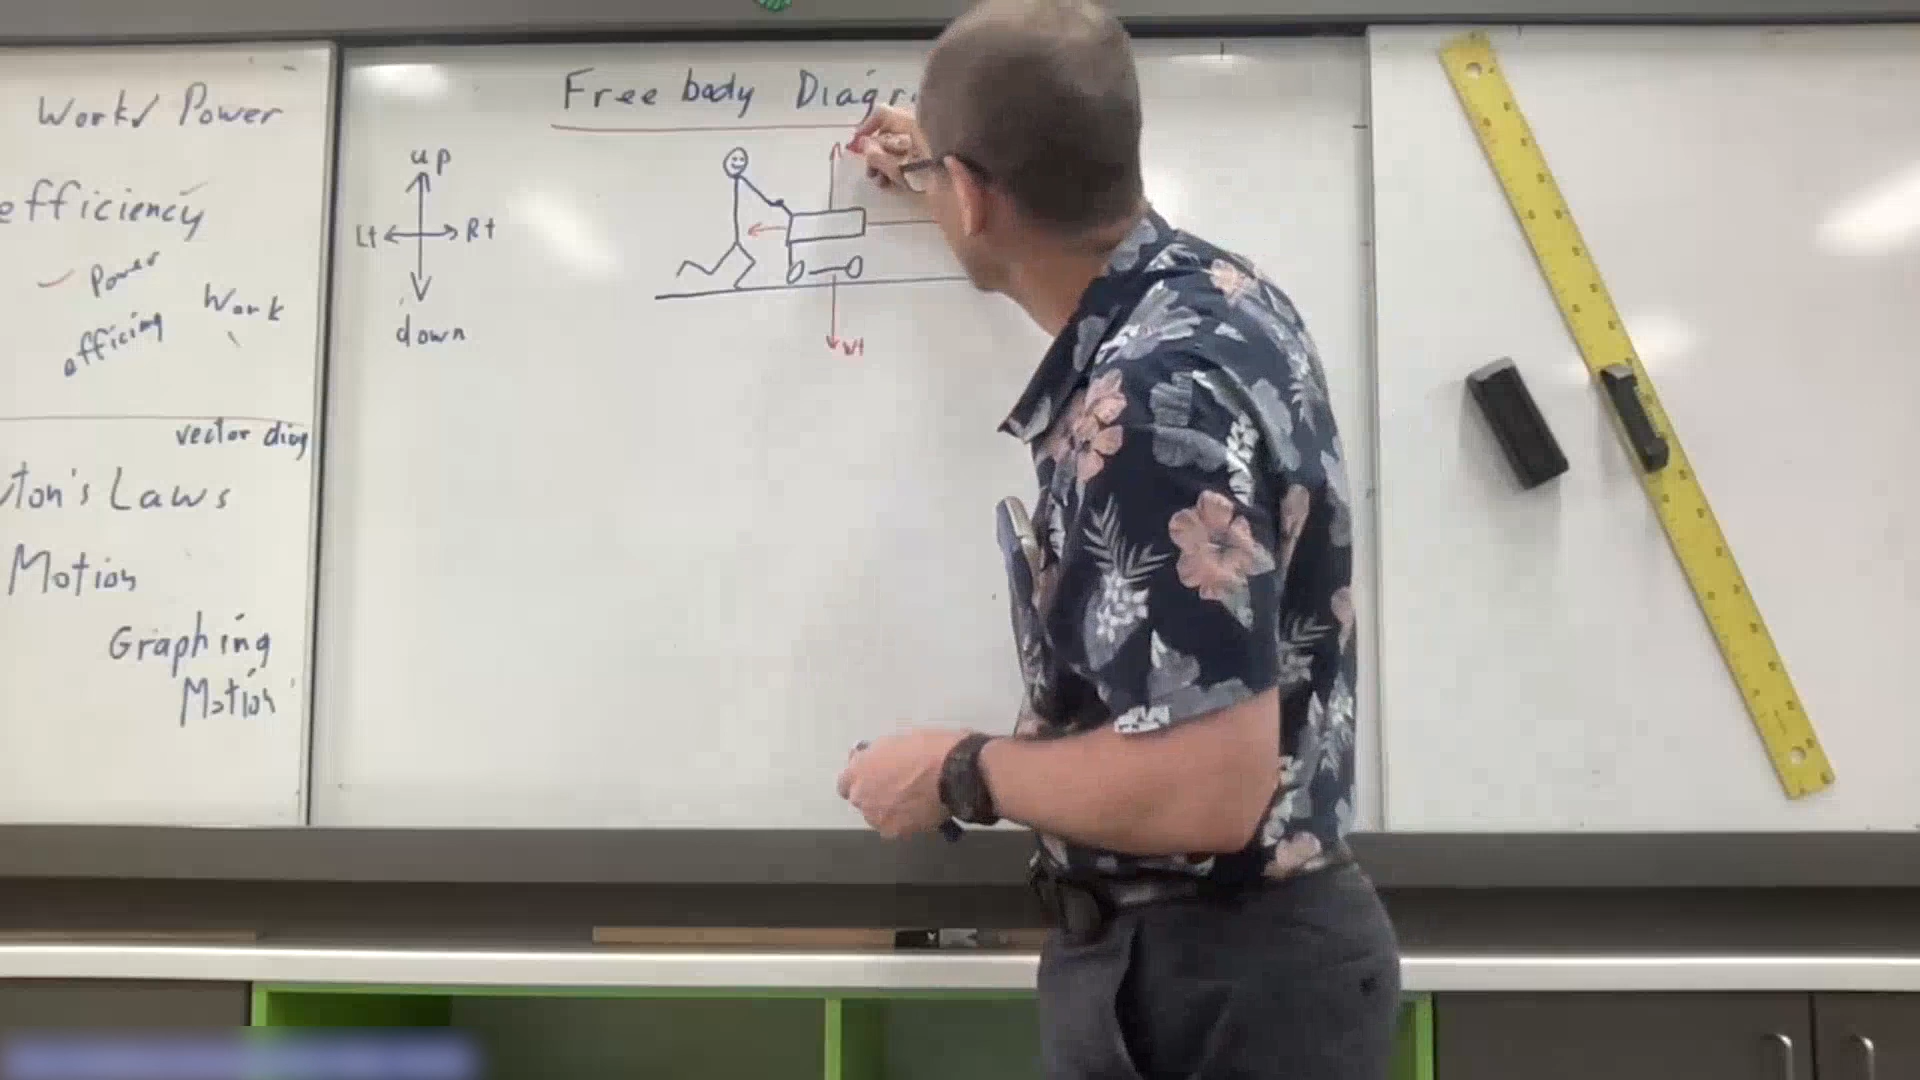 Work/ Power
efficiency
Power
Work
efficing
vector diag
ton's Laws
Motion
Graphing
Motion
Free body Diagr
up
Lt
Rt
down
wt